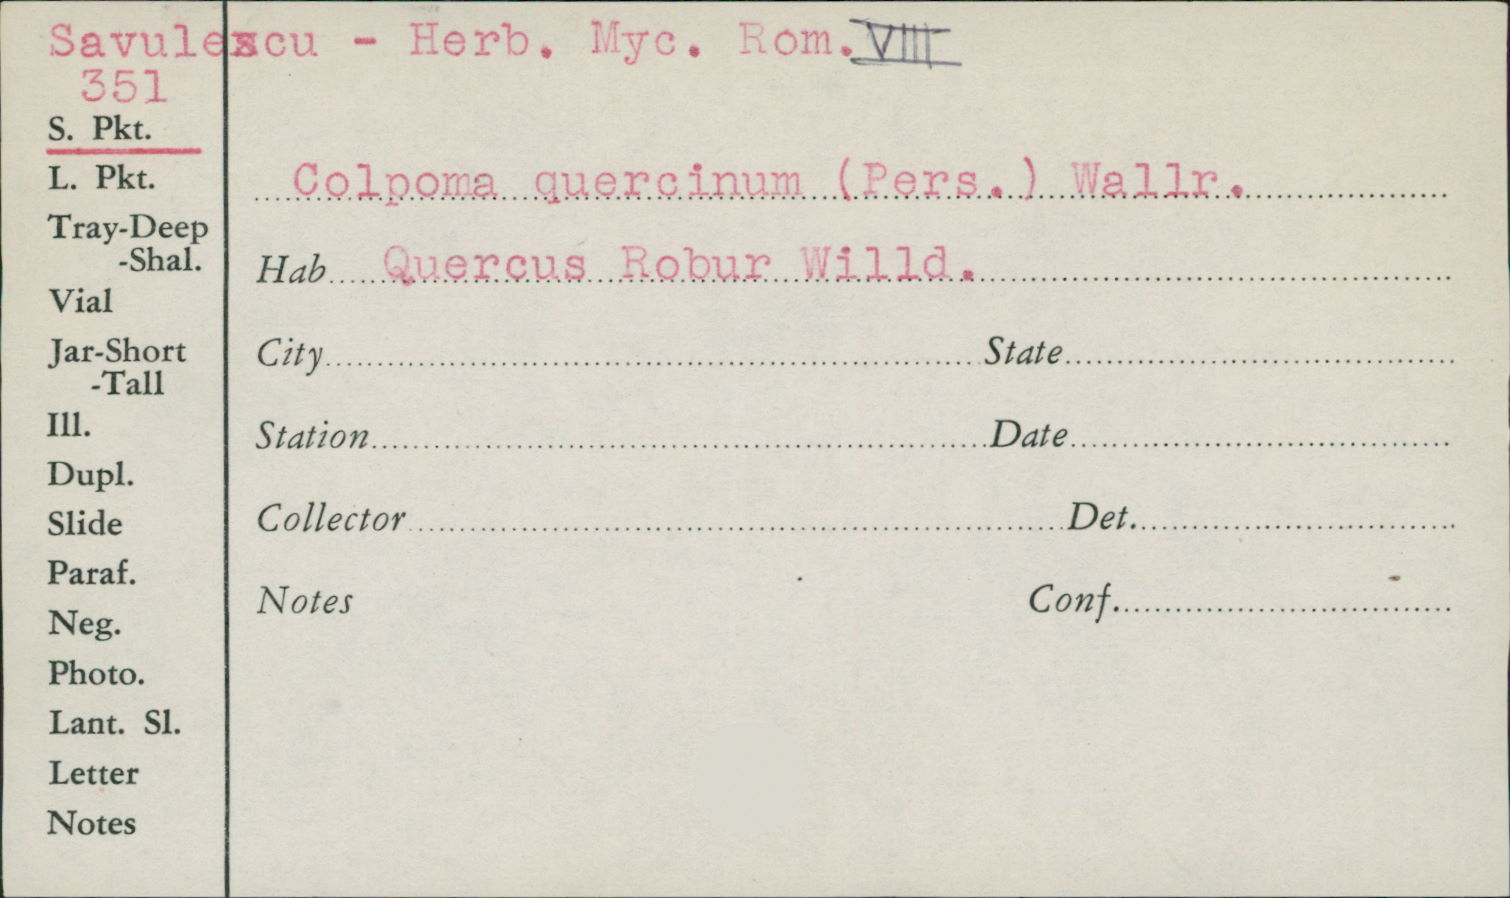 Savulescu - Herb. Myc. Rom. VIII
351
S. Pkt.
L. Pkt.
Colpoma quercinum (Pers.) Wallr.
Tray-Deep
-Shal.
Hab Quercus Robur Willd.
Vial
Jar-Short
-Tall
City State
Ill.
Station Date
Dupl.
Slide
Collector Det.
Paraf.
Neg.
Notes Conf.
Photo.
Lant. Sl.
Letter
Notes